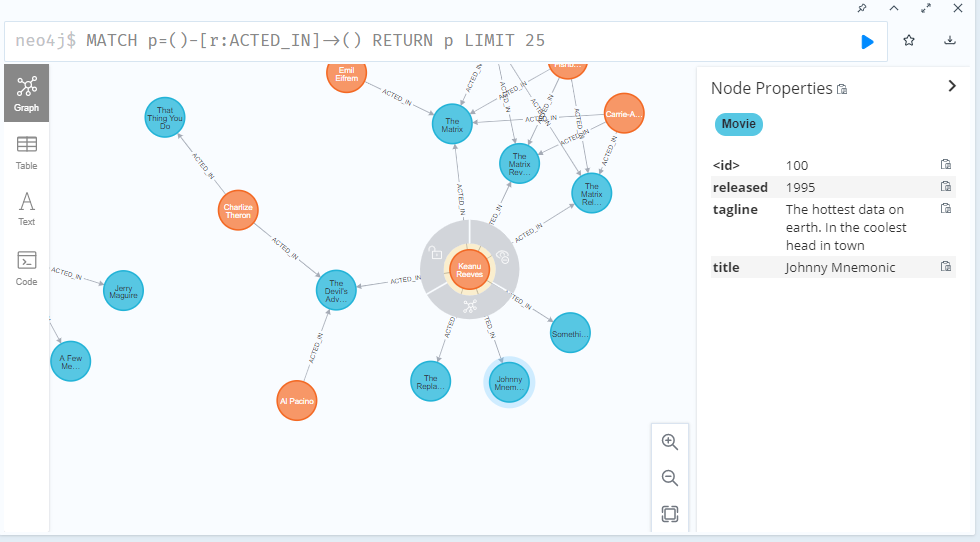 neo4j$ MATCH p=()-[r:ACTED_IN]→() RETURN p LIMIT 25
Graph
Table
Text
Code
Emil
Eifrem
ACTED_IN
That
Thing You
Do
The
Matrix
ACTED_IN
ACTED_IN
ACTED_IN
ACTED_IN
ACTED_IN
ACTED_IN
Carrie-A...
ACTED_IN
ACTED_IN
ACTED_IN
The
Matrix
Rev...
The
Matrix
Rel...
ACTED_IN
ACTED_IN
Charlize
Theron
ACTED_IN
ACTED_IN
Keanu
Reeves
ACTED_IN
Jerry
Maguire
The
Devil's
Adv...
ACTED_IN
A Few
Me...
ACTED_IN
Somethi...
ACTED
The
Repla...
Johnny
Mnem...
Al Pacino
Node Properties
Movie
<id> 100
released 1995
tagline The hottest data on
earth. In the coolest
head in town
title Johnny Mnemonic